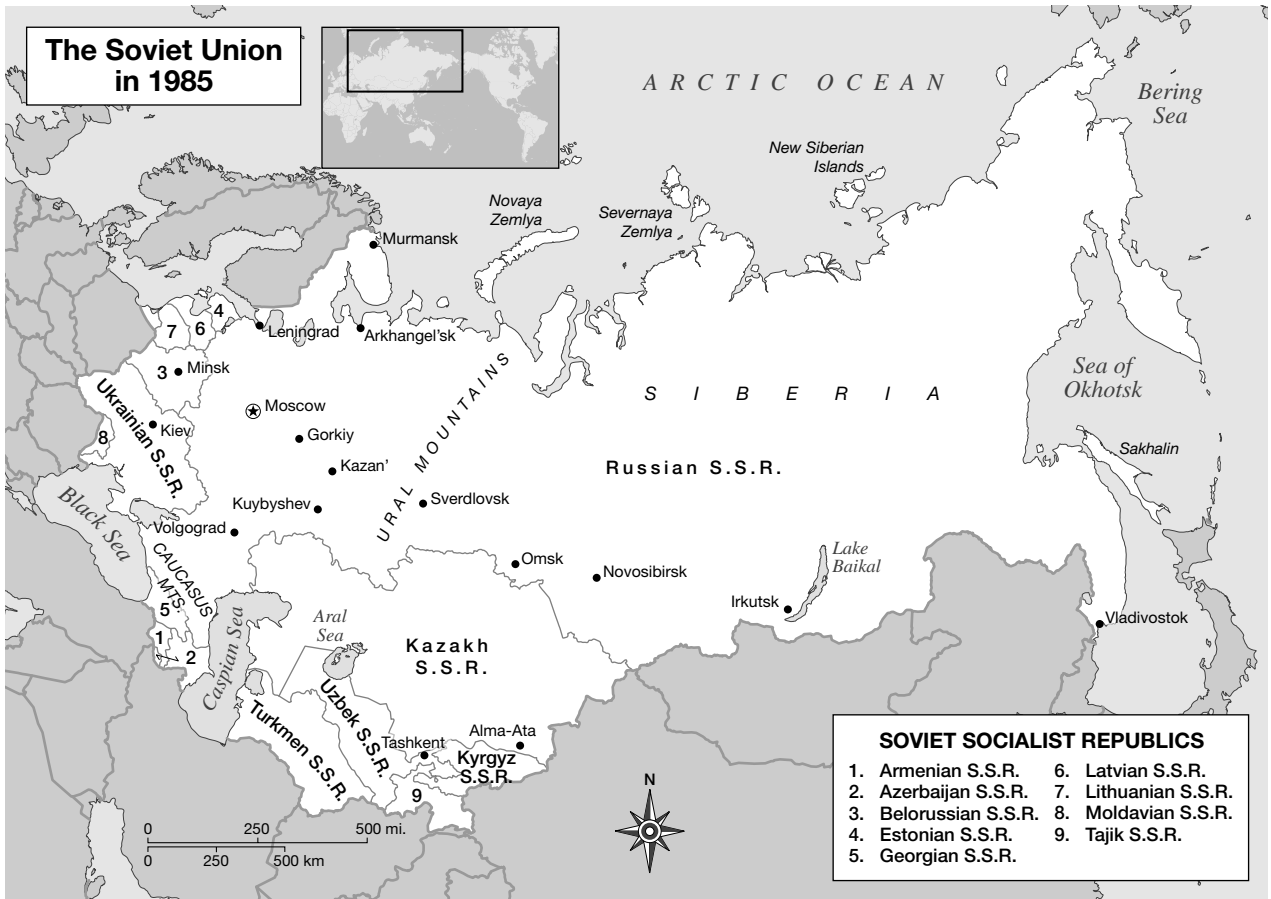 The Soviet Union
in 1985
ARCTIC OCEAN
Bering
Sea
New Siberian
Islands
Novaya
Zemlya
Severnaya
Zemlya
Murmansk
4
7
6
Leningrad
Arkhangel'sk
3
Minsk
URAL MOUNTAINS
SIBERIA
Sea of
Okhotsk
Ukrainian S.S.R.
Moscow
Kiev
8
Gorkiy
Kazan'
Russian S.S.R.
Sakhalin
Black Sea
Kuybyshev
Sverdlovsk
Volgograd
CAUCASUS
MTS.
Omsk
Novosibirsk
Lake
Baikal
Irkutsk
Vladivostok
5
1
2
Caspian Sea
Aral
Sea
Kazakh
S.S.R.
Turkmen S.S.R.
Uzbek S.S.R.
Alma-Ata
Tashkent
Kyrgyz
S.S.R.
9
N
0 250 500 mi.
0 250 500 km
SOVIET SOCIALIST REPUBLICS
1. Armenian S.S.R.
2. Azerbaijan S.S.R.
3. Belorussian S.S.R.
4. Estonian S.S.R.
5. Georgian S.S.R.
6. Latvian S.S.R.
7. Lithuanian S.S.R.
8. Moldavian S.S.R.
9. Tajik S.S.R.